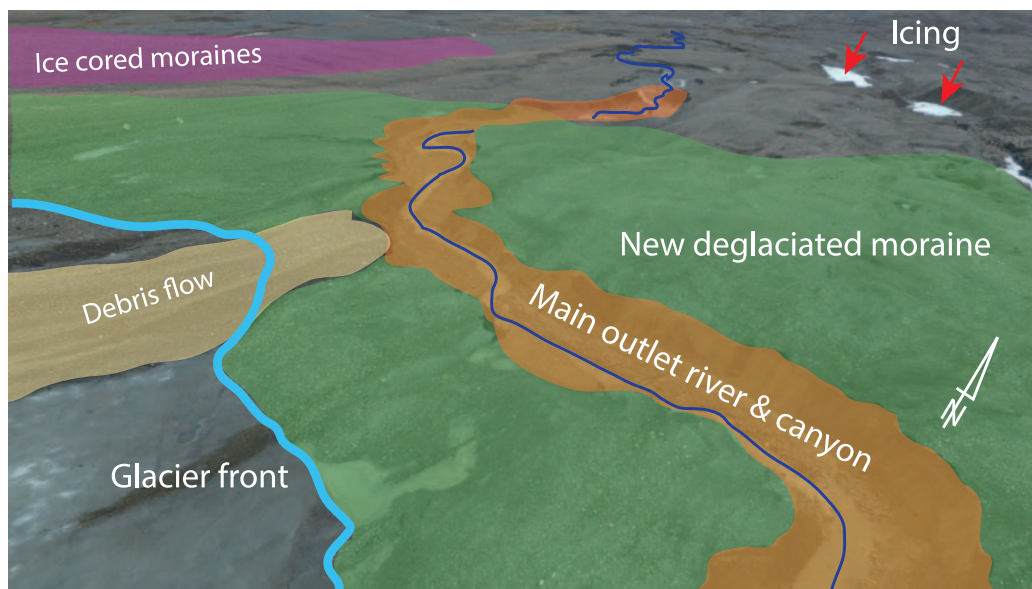 Ice cored moraines
Icing
New deglaciated moraine
Debris flow
Main outlet river & canyon
Glacier front
N